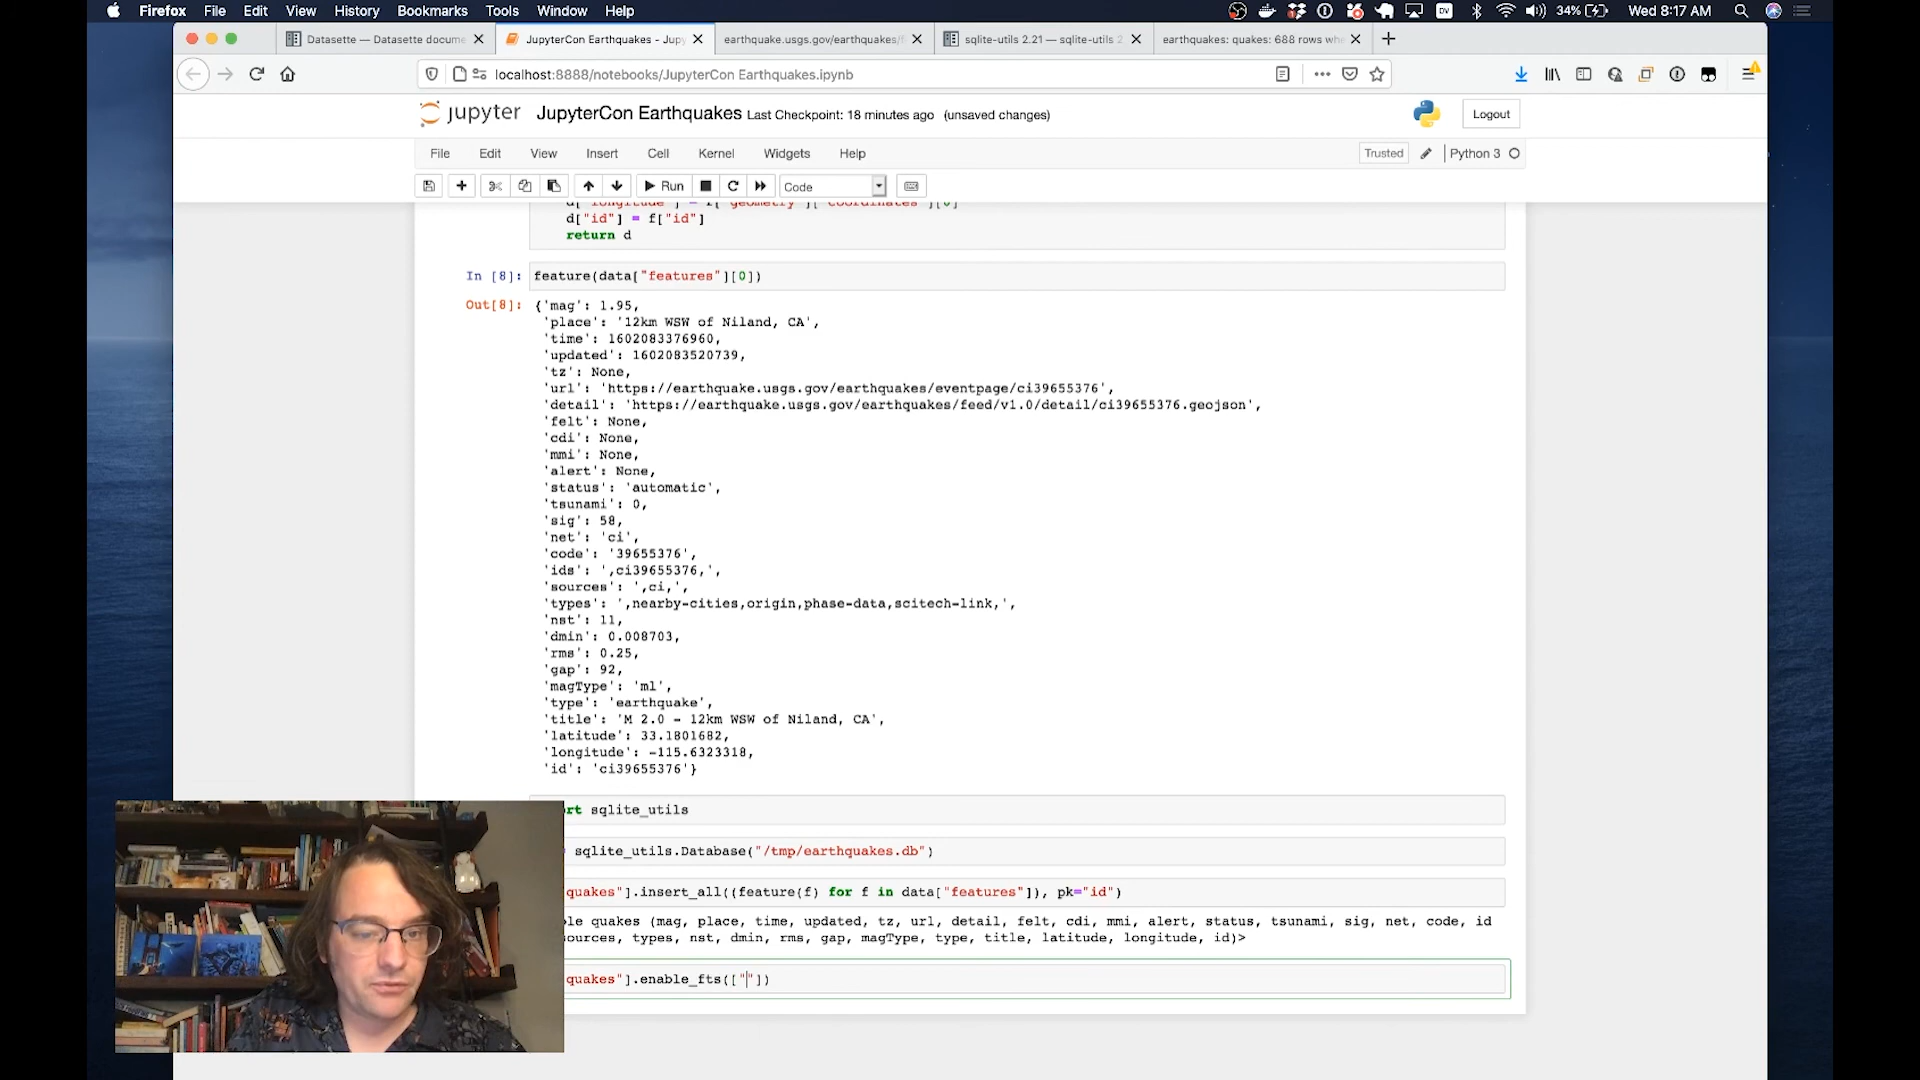 Firefox File Edit View History Bookmarks Tools Window Help 34% Wed 8:17 AM
Datasette — Datasette docume
JupyterCon Earthquakes - Jupy
earthquake.usgs.gov/earthquakes/f
sqlite-utils 2.21 — sqlite-utils 2
earthquakes: quakes: 688 rows whe
localhost:8888/notebooks/JupyterCon Earthquakes.ipynb
jupyter JupyterCon Earthquakes Last Checkpoint: 18 minutes ago (unsaved changes) Logout
File Edit View Insert Cell Kernel Widgets Help Trusted Python 3
Run Code
d["longitude"] = f["geometry"]["coordinates"][0]
d["id"] = f["id"]
return d
In [8]: feature(data["features"][0])
Out[8]: {'mag': 1.95,
'place': '12km WSW of Niland, CA',
'time': 1602083376960,
'updated': 1602083520739,
'tz': None,
'url': 'https://earthquake.usgs.gov/earthquakes/eventpage/ci39655376',
'detail': 'https://earthquake.usgs.gov/earthquakes/feed/v1.0/detail/ci39655376.geojson',
'felt': None,
'cdi': None,
'mmi': None,
'alert': None,
'status': 'automatic',
'tsunami': 0,
'sig': 58,
'net': 'ci',
'code': '39655376',
'ids': ',ci39655376,',
'sources': ',ci,',
'types': ',nearby-cities,origin,phase-data,scitech-link,',
'nst': 11,
'dmin': 0.008703,
'rms': 0.25,
'gap': 92,
'magType': 'ml',
'type': 'earthquake',
'title': 'M 2.0 - 12km WSW of Niland, CA',
'latitude': 33.1801682,
'longitude': -115.6323318,
'id': 'ci39655376'}
rt sqlite_utils
sqlite_utils.Database("/tmp/earthquakes.db")
quakes"].insert_all((feature(f) for f in data["features"]), pk="id")
le quakes (mag, place, time, updated, tz, url, detail, felt, cdi, mmi, alert, status, tsunami, sig, net, code, id
ources, types, nst, dmin, rms, gap, magType, type, title, latitude, longitude, id)>
quakes"].enable_fts([""])